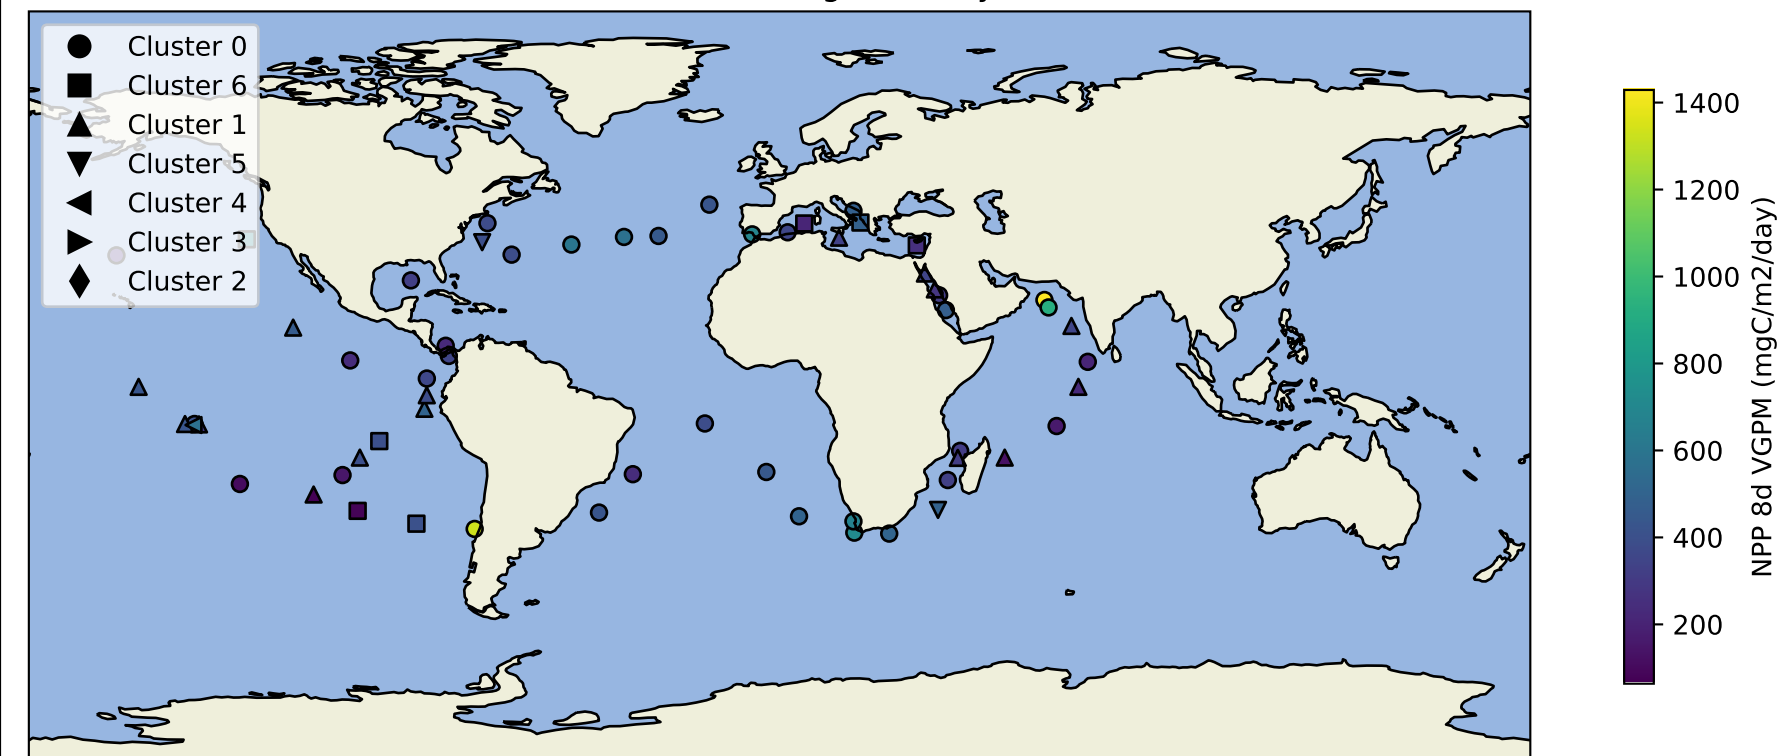 Cluster 0
Cluster 6
Cluster 1
Cluster 5
Cluster 4
Cluster 3
Cluster 2
1400
1200
1000
800
600
400
200
NPP 8d VGPM (mgC/m2/day)